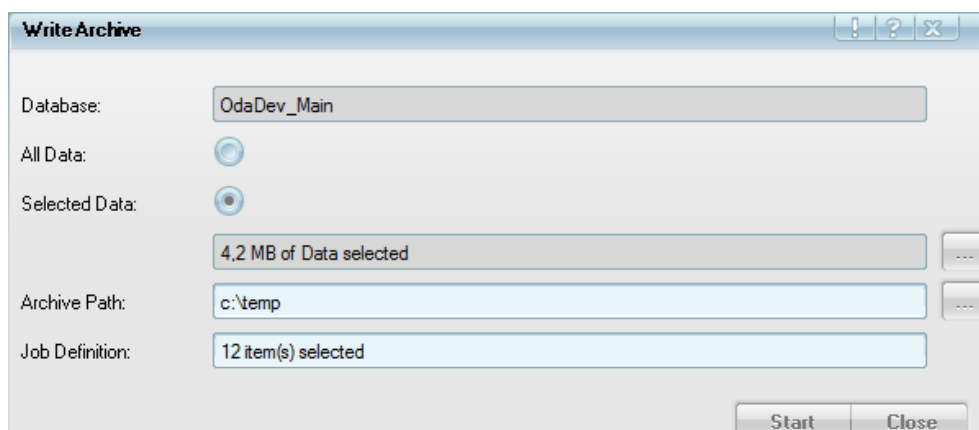 Write Archive
Database: OdaDev_Main
All Data:
Selected Data:
4,2 MB of Data selected ...
Archive Path: c:\temp ...
Job Definition: 12 item(s) selected
Start Close